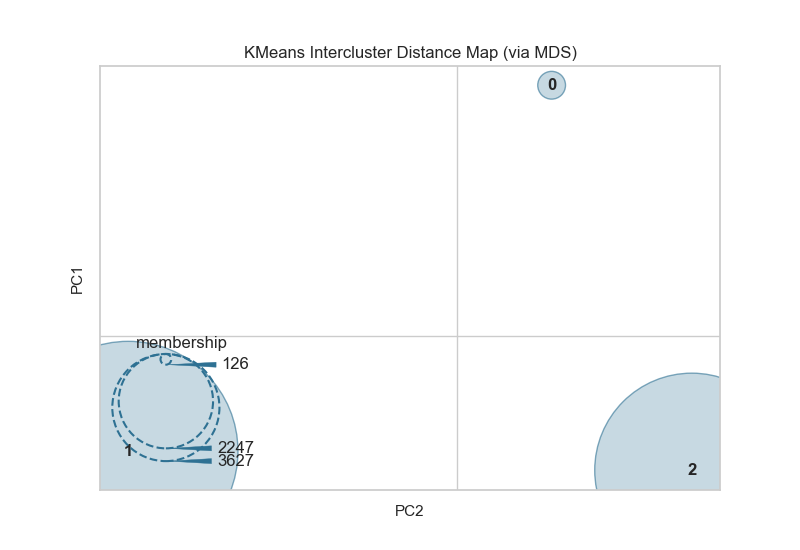 KMeans Intercluster Distance Map (via MDS)
0
PC1
membership
126
2247
1
3627
2
PC2